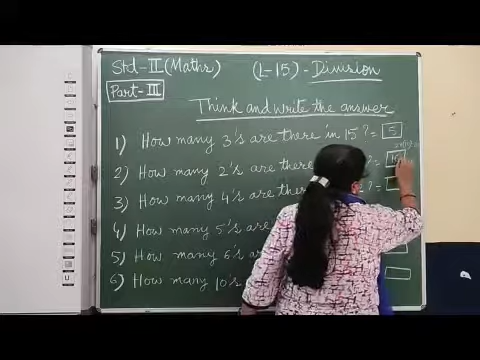 Std-II (Maths) (L-15)-Division
Part-III
Think and write the answer
1) How many 3's are there in 15 ? = 5
2) How many 2's are there ? = 10
3) How many 4's are ? =
4) How many 5's are
5) How many 6's
6) How many 10's